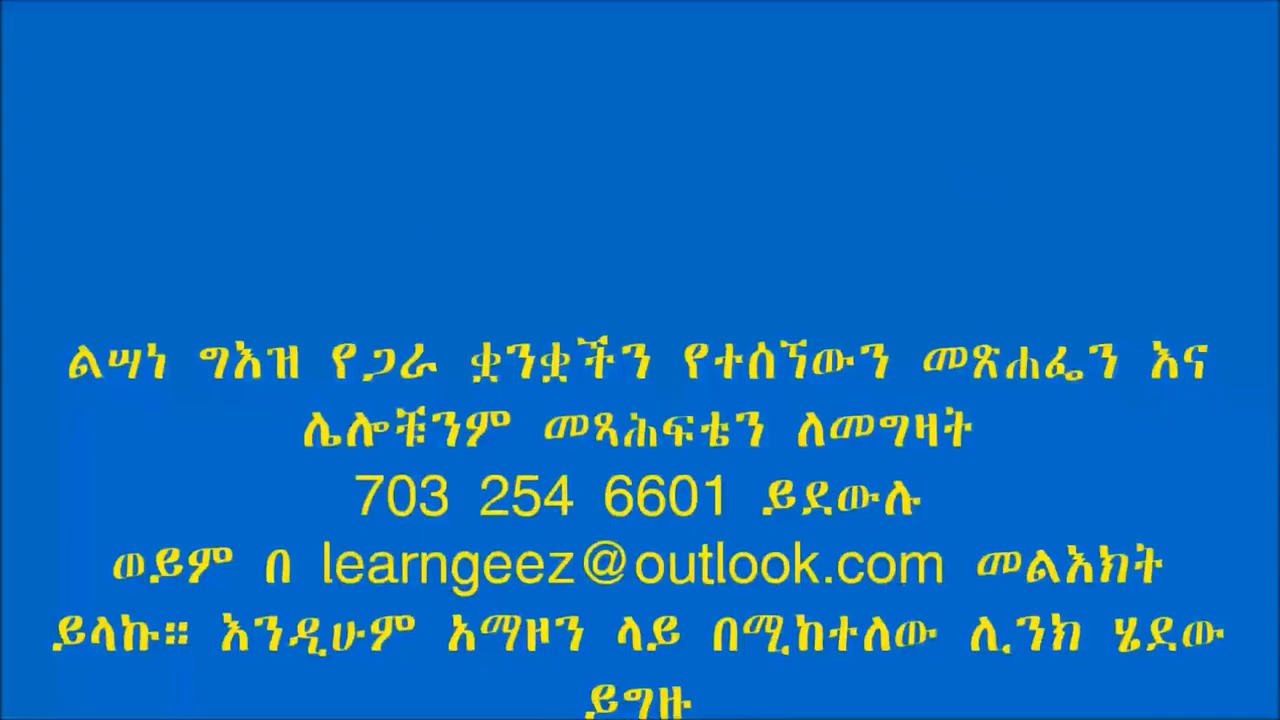 ልሣነ ግእዝ የጋራ ቋንቋችን የተሰኘውን መጽሐፌን እና
ሌሎቹንም መጻሕፍቴን ለመግዛት
703 254 6601 ይደውሉ
ወይም በ learngeez@outlook.com መልእክት
ይላኩ። እንዲሁም አማዞን ላይ በሚከተለው ሊንክ ሄደው
ይግዙ